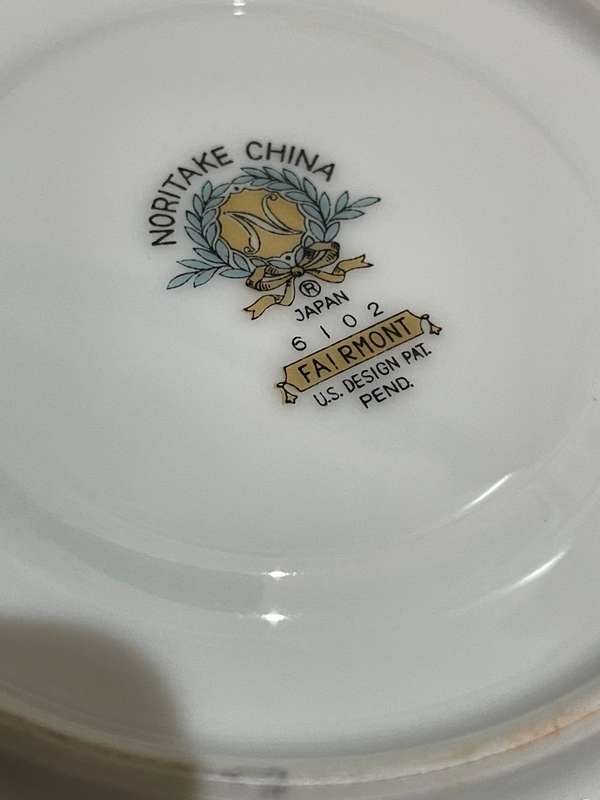 NORITAKE CHINA
N
®
JAPAN
6102
FAIRMONT
U.S. DESIGN PAT.
PEND.